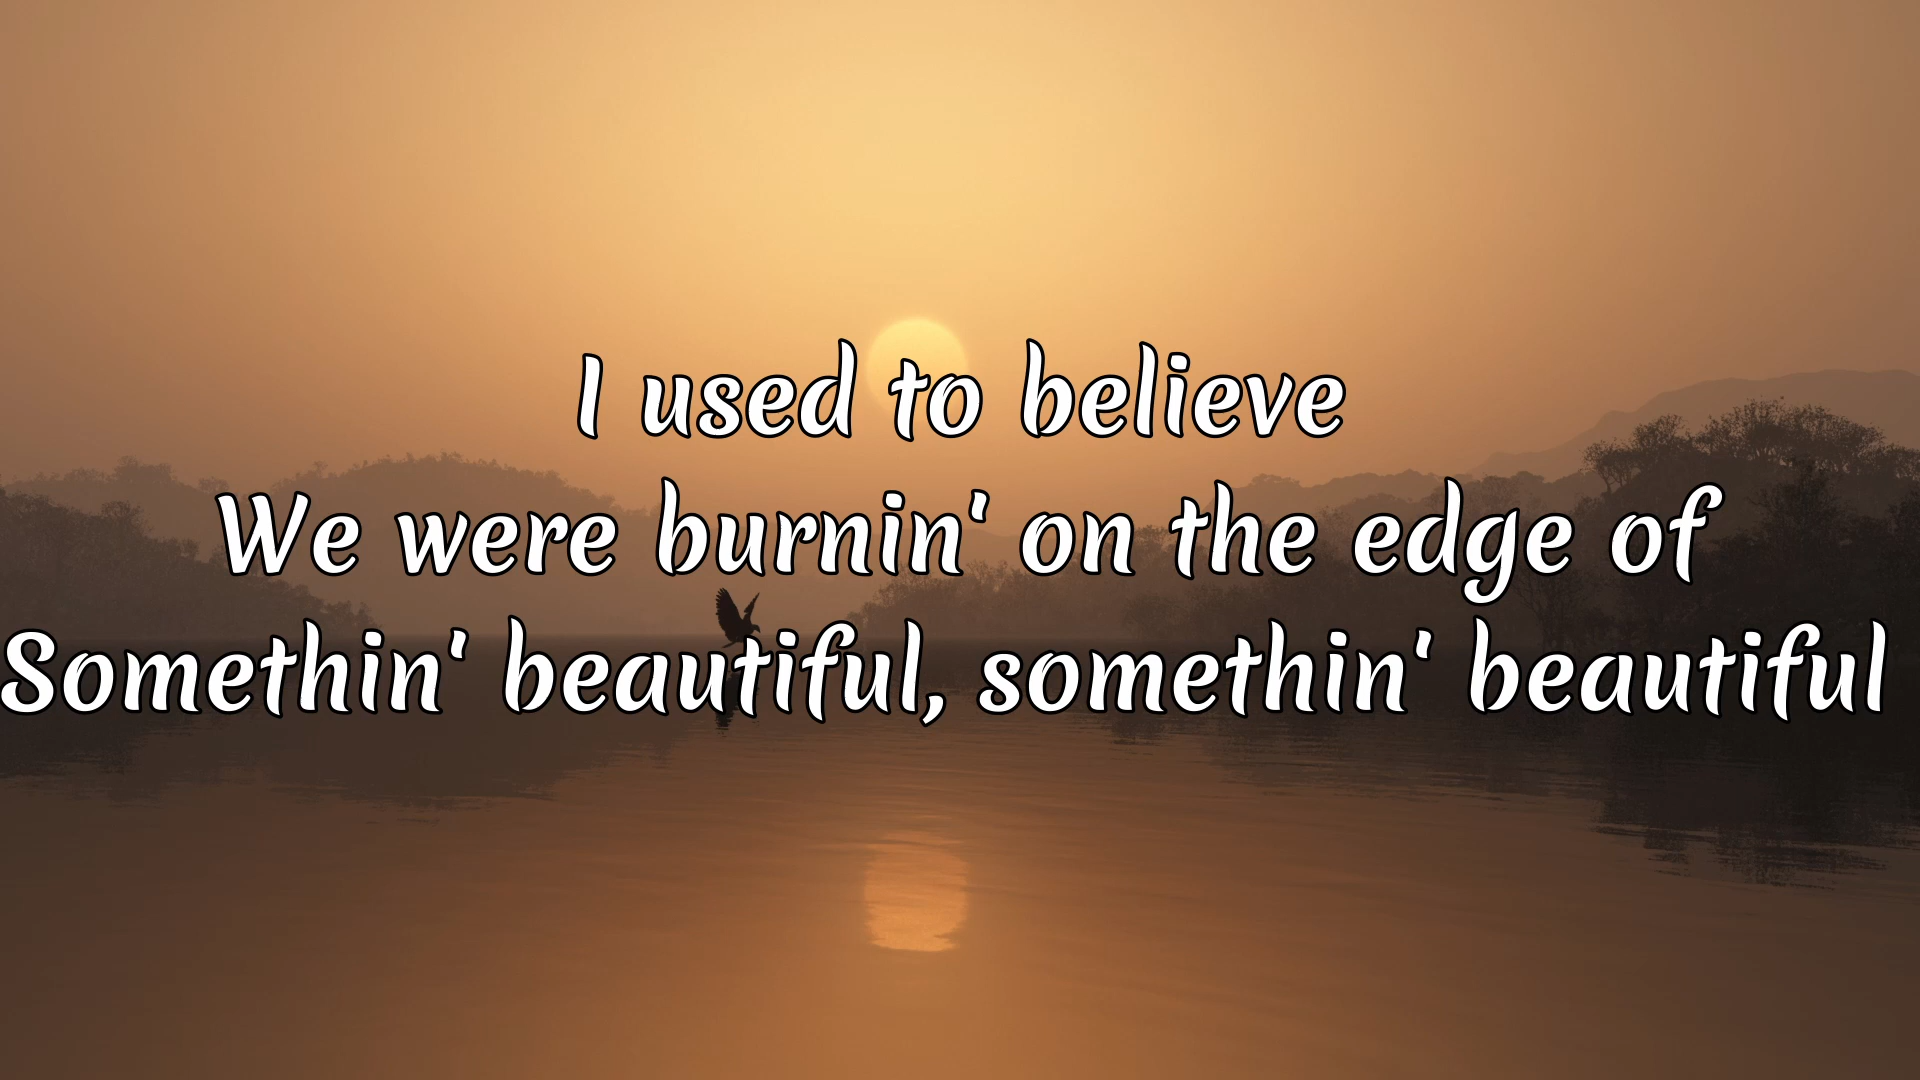 I used to believe
We were burnin' on the edge of
Somethin' beautiful, somethin' beautiful